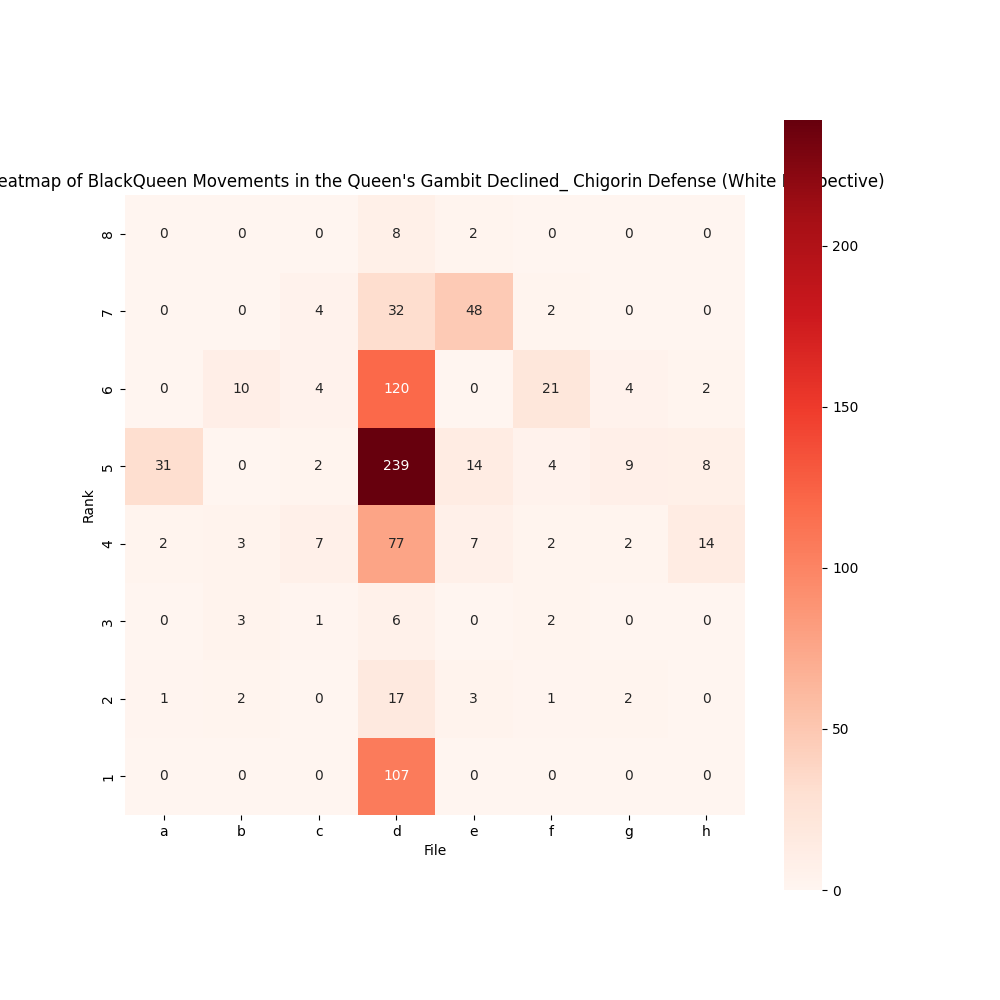 eatmap of BlackQueen Movements in the Queen's Gambit Declined_ Chigorin Defense (White pective)
8 0 0 0 8 2 0 0 0
7 0 0 4 32 48 2 0 0
6 0 10 4 120 0 21 4 2
5 31 0 2 239 14 4 9 8
4 2 3 7 77 7 2 2 14
3 0 3 1 6 0 2 0 0
2 1 2 0 17 3 1 2 0
1 0 0 0 107 0 0 0 0
a b c d e f g h
File
Rank
200
150
100
50
0